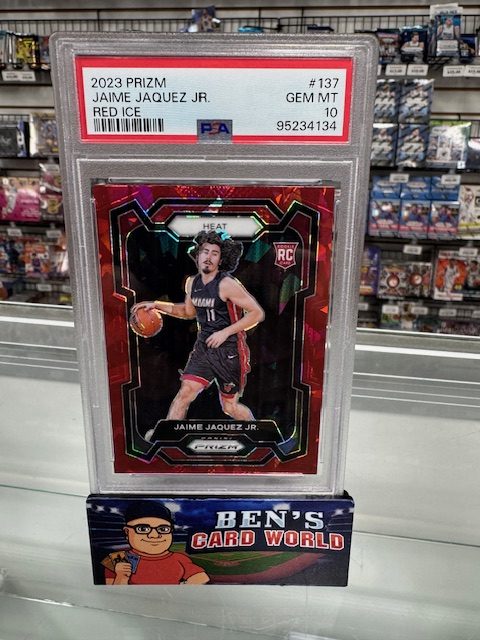 2023 PRIZM #137
JAIME JAQUEZ JR. GEM MT
RED ICE 10
PSA 95234134
HEAT
ROOKIE
RC
MIAMI
11
JAIME JAQUEZ JR.
PANINI
PRIZM
BEN'S
CARD WORLD